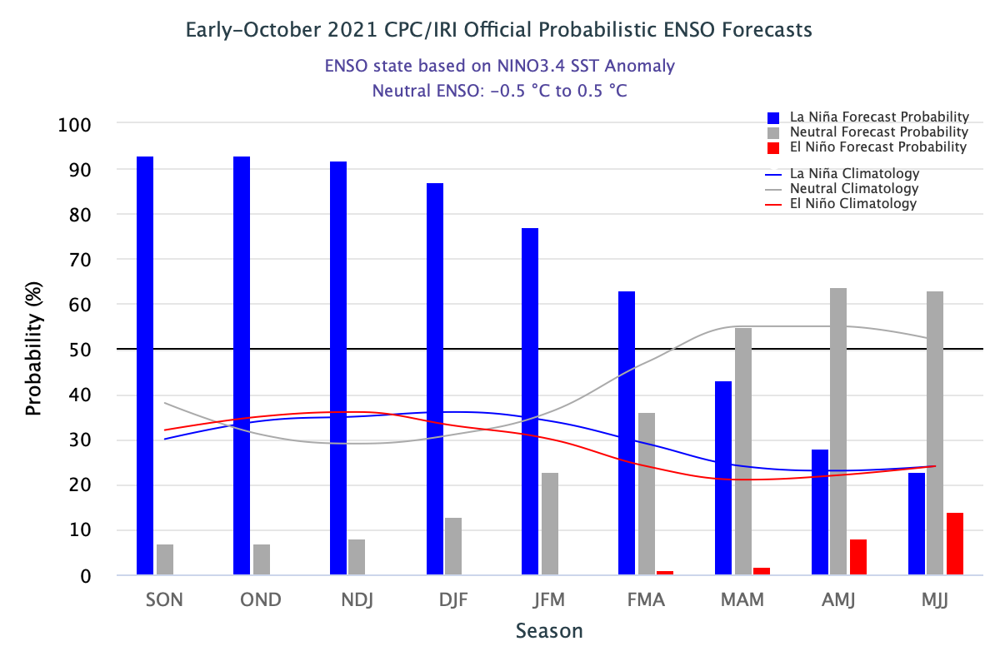 Early-October 2021 CPC/IRI Official Probabilistic ENSO Forecasts
ENSO state based on NINO3.4 SST Anomaly
Neutral ENSO: -0.5 °C to 0.5 °C
La Niña Forecast Probability
Neutral Forecast Probability
El Niño Forecast Probability
La Niña Climatology
Neutral Climatology
El Niño Climatology
Probability (%)
100
90
80
70
60
50
40
30
20
10
0
SON OND NDJ DJF JFM FMA MAM AMJ MJJ
Season